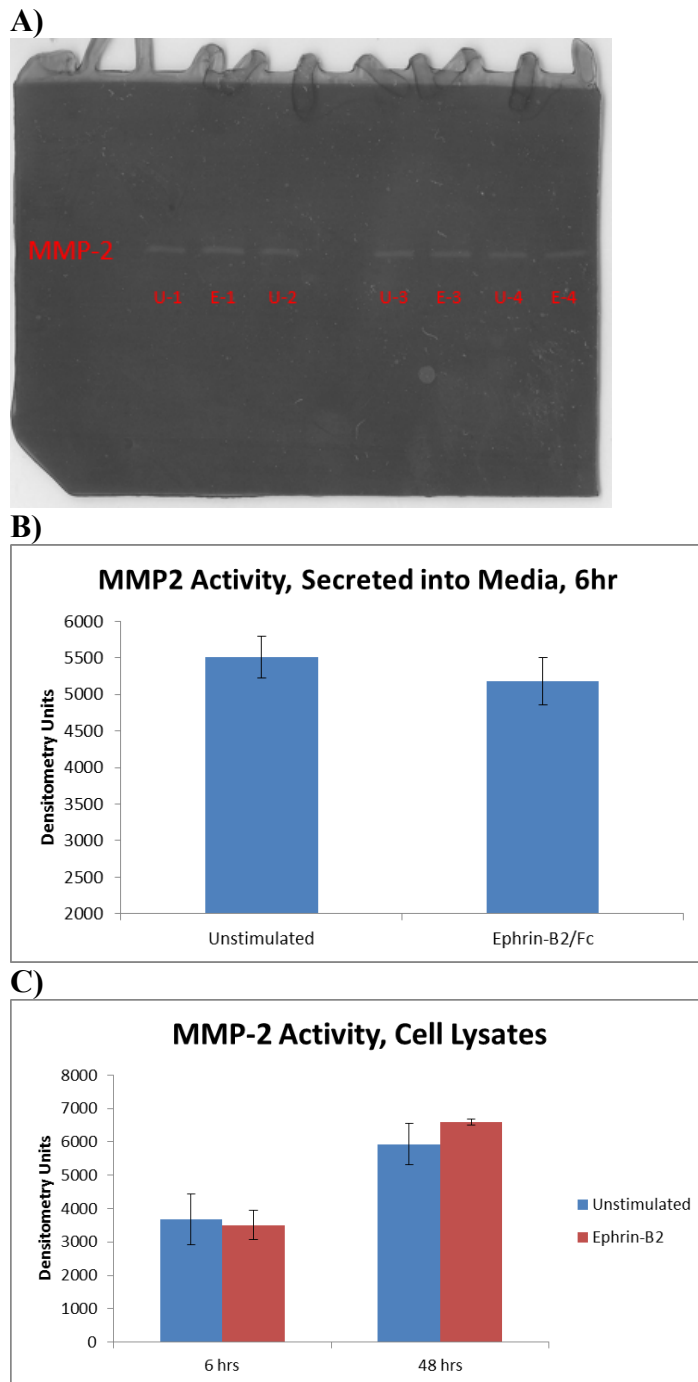 A)
MMP-2
U-1 E-1 U-2 U-3 E-3 U-4 E-4
B)
MMP2 Activity, Secreted into Media, 6hr
Densitometry Units
6000
5500
5000
4500
4000
3500
3000
2500
2000
Unstimulated Ephrin-B2/Fc
C)
MMP-2 Activity, Cell Lysates
Densitometry Units
8000
7000
6000
5000
4000
3000
2000
1000
0
6 hrs 48 hrs
Unstimulated
Ephrin-B2